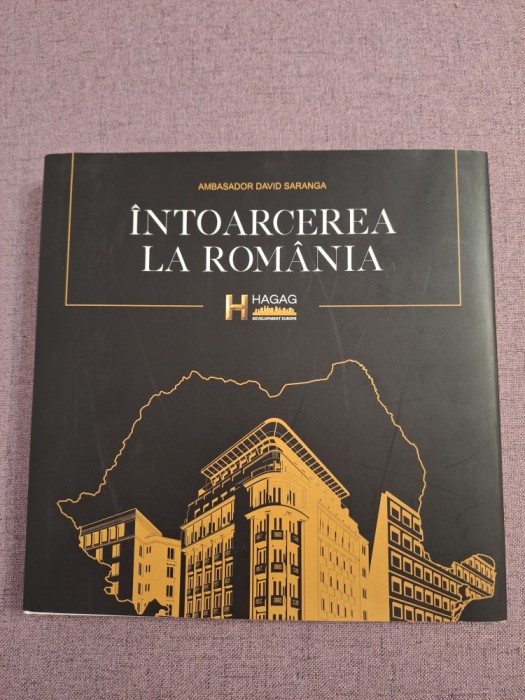 AMBASADOR DAVID SARANGA
ÎNTOARCEREA
LA ROMÂNIA
H HAGAG
DEVELOPMENT EUROPE